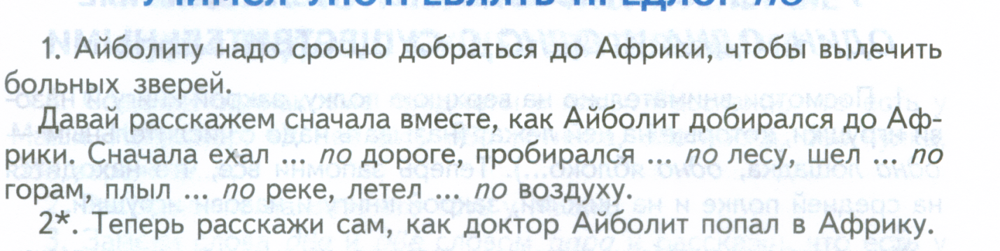 1. Айболиту надо срочно добраться до Африки, чтобы вылечить
больных зверей.
Давай расскажем сначала вместе, как Айболит добирался до Аф-
рики. Сначала ехал ... по дороге, пробирался ... по лесу, шел ... по
горам, плыл ... по реке, летел ... по воздуху.
2*. Теперь расскажи сам, как доктор Айболит попал в Африку.